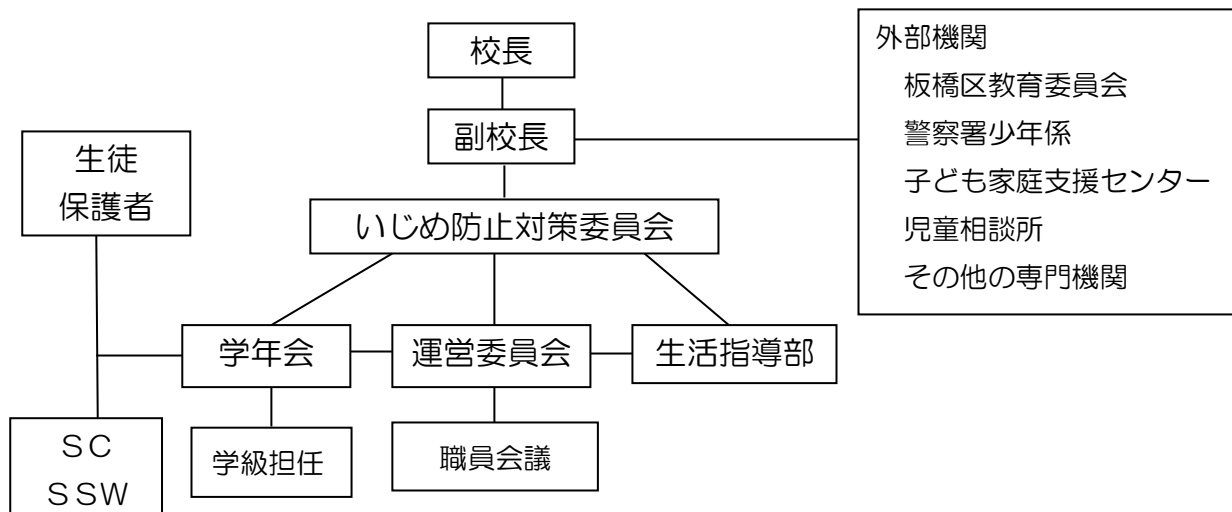 校長
副校長
外部機関
板橋区教育委員会
警察署少年係
子ども家庭支援センター
児童相談所
その他の専門機関
生徒
保護者
いじめ防止対策委員会
学年会
運営委員会
生活指導部
ＳＣ
ＳＳＷ
学級担任
職員会議